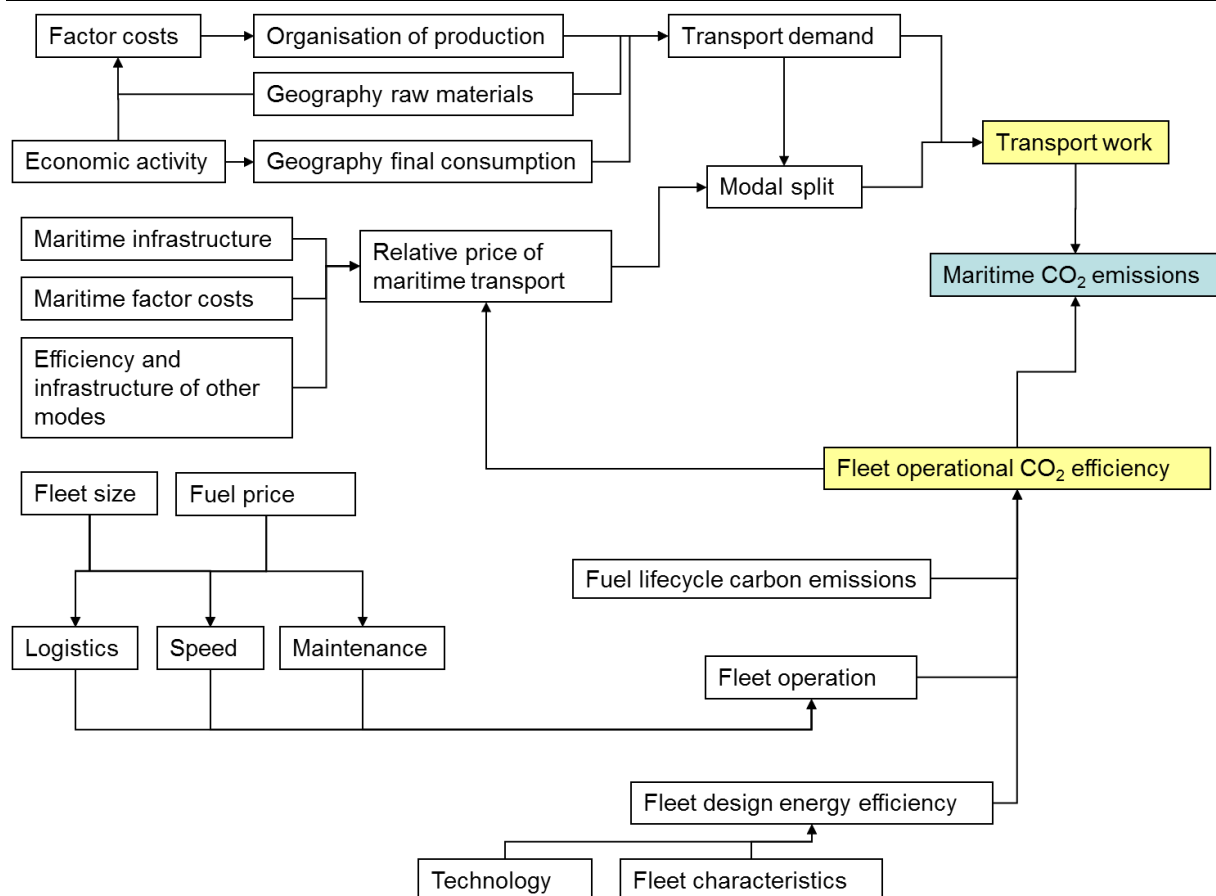 Factor costs
Organisation of production
Transport demand
Geography raw materials
Economic activity
Geography final consumption
Transport work
Modal split
Maritime infrastructure
Relative price of
maritime transport
Maritime CO₂ emissions
Maritime factor costs
Efficiency and
infrastructure of other
modes
Fleet operational CO₂ efficiency
Fleet size
Fuel price
Fuel lifecycle carbon emissions
Logistics
Speed
Maintenance
Fleet operation
Fleet design energy efficiency
Technology
Fleet characteristics